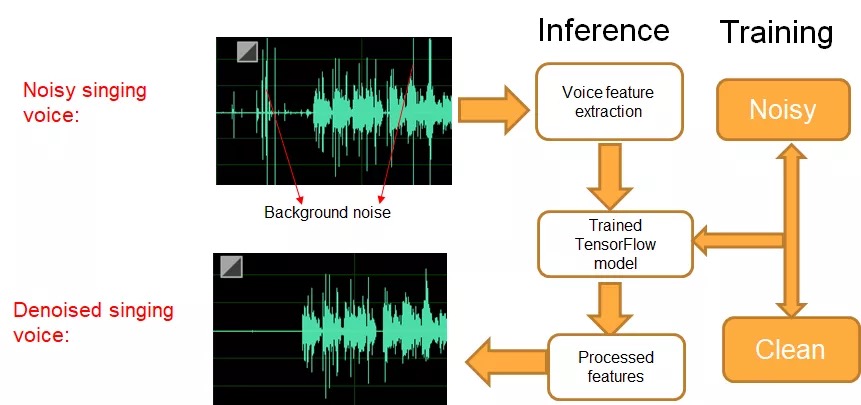 Inference
Training
Noisy singing
voice:
Voice feature
extraction
Noisy
Background noise
Trained
TensorFlow
model
Denoised singing
voice:
Processed
features
Clean